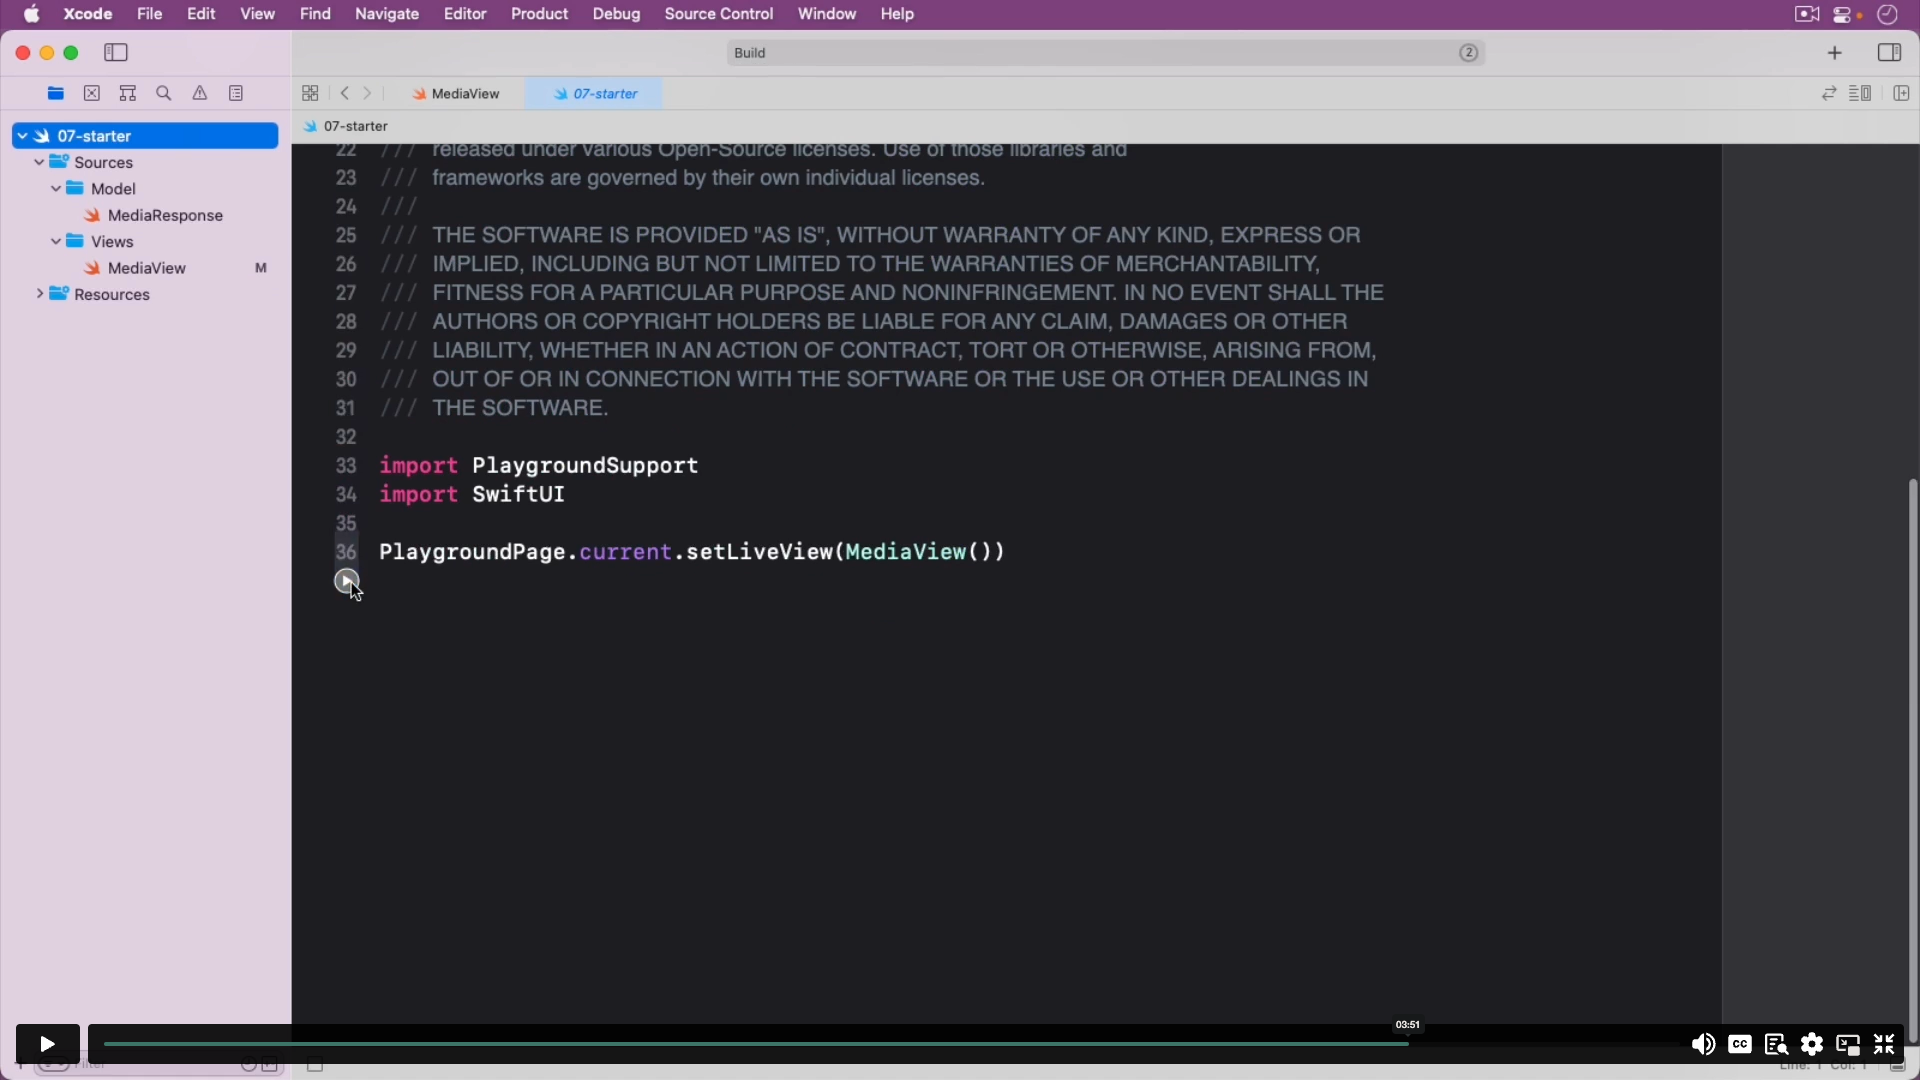 Xcode File Edit View Find Navigate Editor Product Debug Source Control Window Help
Build 2
MediaView 07-starter
07-starter
07-starter
Sources
Model
MediaResponse
Views
MediaView M
Resources
22 /// released under various Open-Source licenses. Use of those libraries and
23 /// frameworks are governed by their own individual licenses.
24 ///
25 /// THE SOFTWARE IS PROVIDED "AS IS", WITHOUT WARRANTY OF ANY KIND, EXPRESS OR
26 /// IMPLIED, INCLUDING BUT NOT LIMITED TO THE WARRANTIES OF MERCHANTABILITY,
27 /// FITNESS FOR A PARTICULAR PURPOSE AND NONINFRINGEMENT. IN NO EVENT SHALL THE
28 /// AUTHORS OR COPYRIGHT HOLDERS BE LIABLE FOR ANY CLAIM, DAMAGES OR OTHER
29 /// LIABILITY, WHETHER IN AN ACTION OF CONTRACT, TORT OR OTHERWISE, ARISING FROM,
30 /// OUT OF OR IN CONNECTION WITH THE SOFTWARE OR THE USE OR OTHER DEALINGS IN
31 /// THE SOFTWARE.
32
33 import PlaygroundSupport
34 import SwiftUI
35
36 PlaygroundPage.current.setLiveView(MediaView())
03:51
CC
Filter
Line: 1 Col: 1